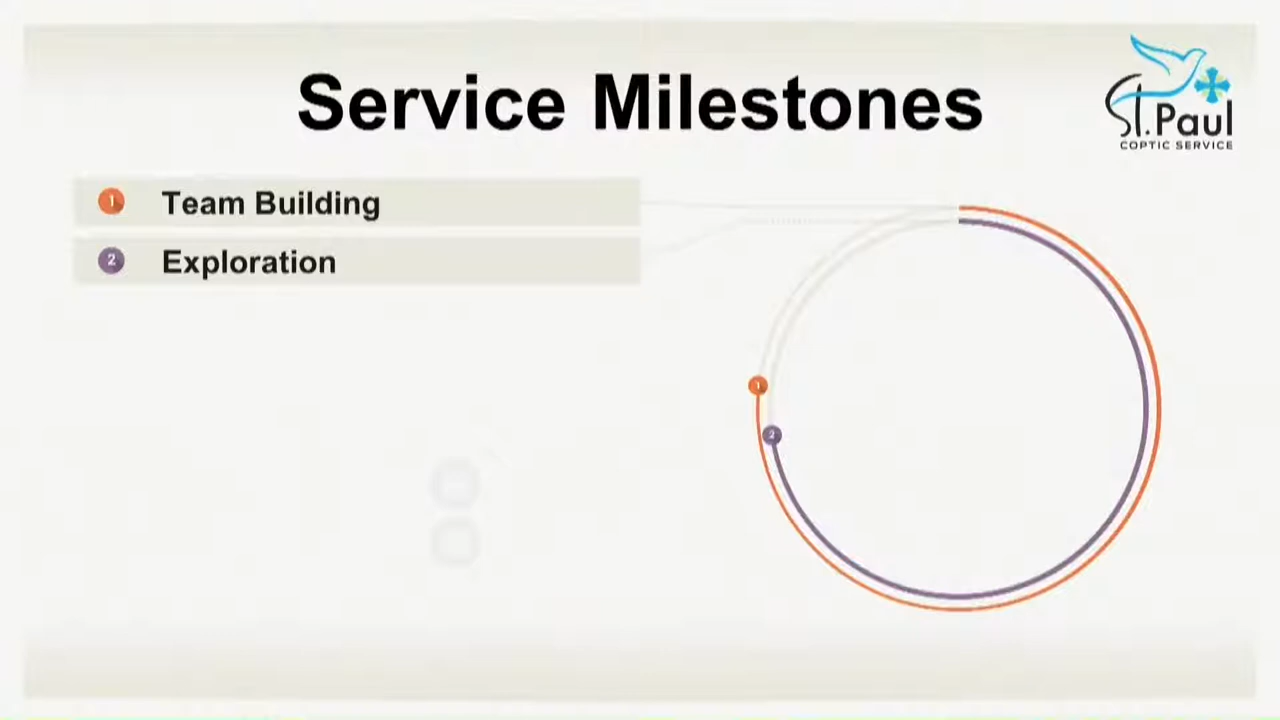 Service Milestones
St.Paul
COPTIC SERVICE
1 Team Building
2 Exploration
1
2